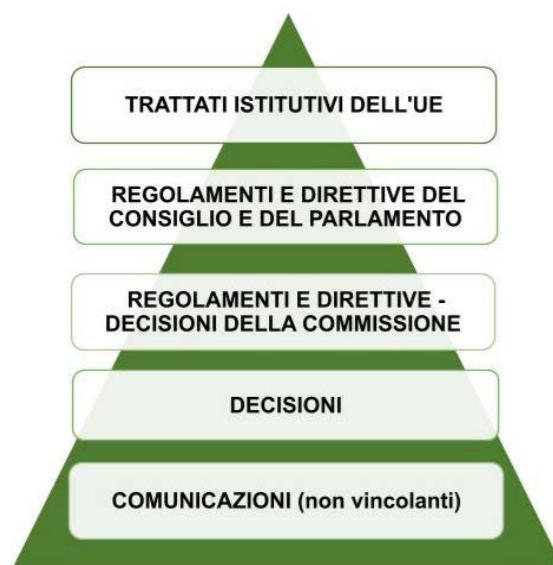 TRATTATI ISTITUTIVI DELL'UE
REGOLAMENTI E DIRETTIVE DEL
CONSIGLIO E DEL PARLAMENTO
REGOLAMENTI E DIRETTIVE -
DECISIONI DELLA COMMISSIONE
DECISIONI
COMUNICAZIONI (non vincolanti)